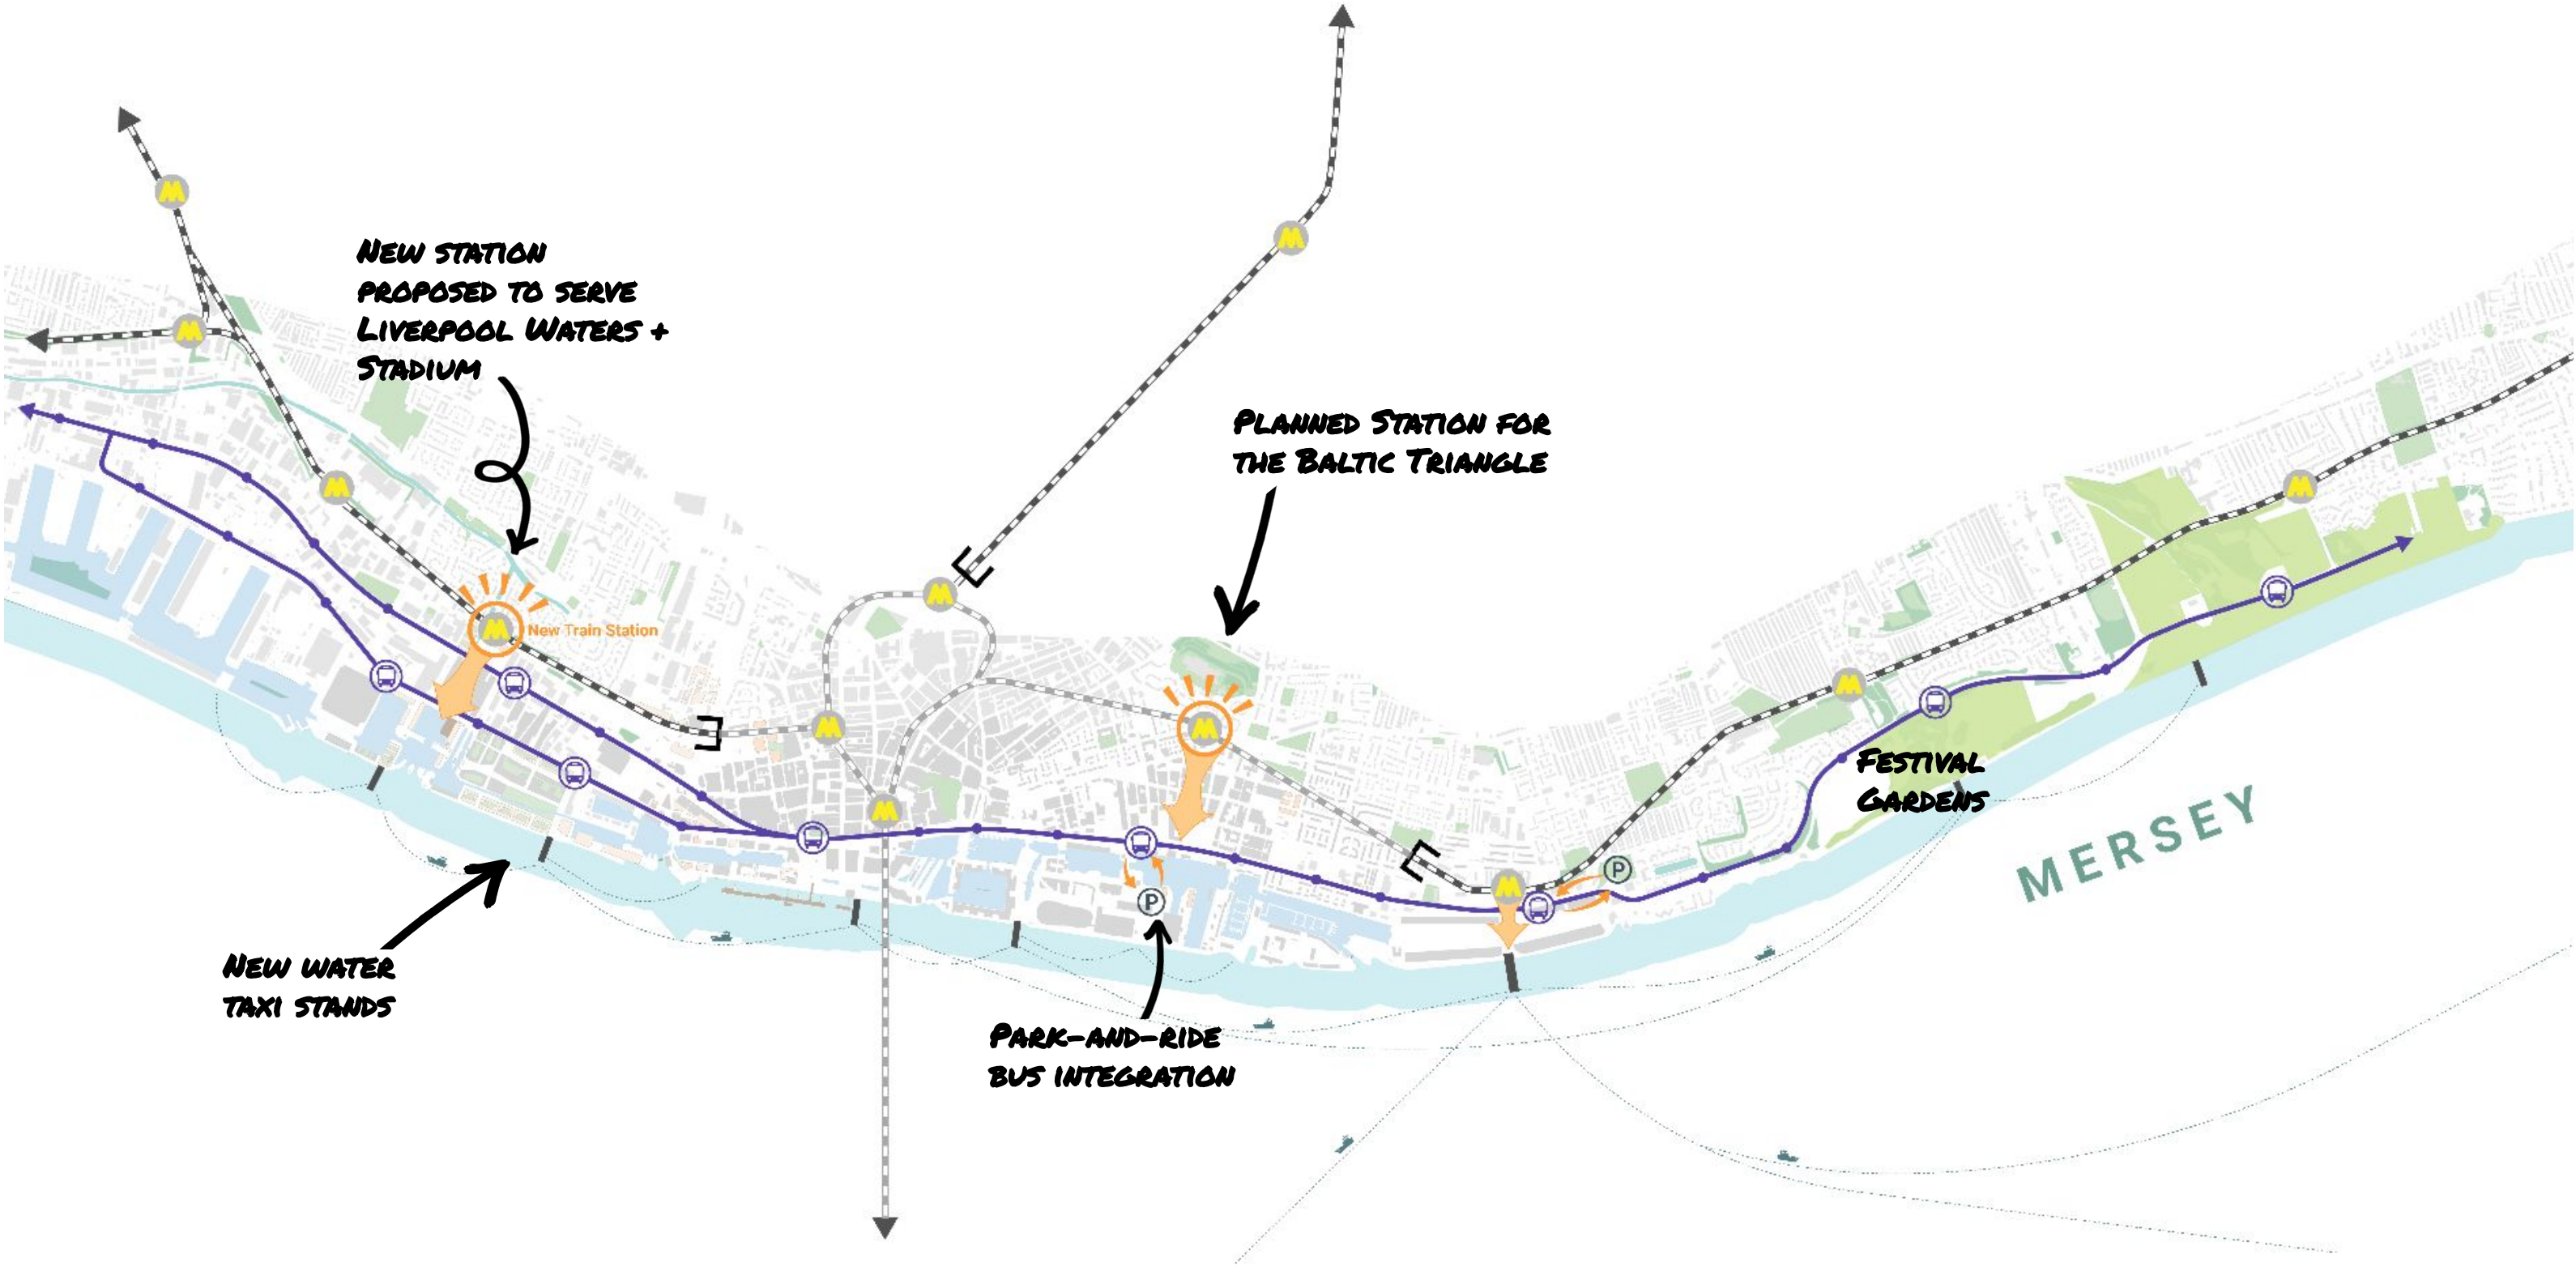 New station
proposed to serve
Liverpool Waters +
Stadium
Planned Station for
the Baltic Triangle
New Train Station
Festival
Gardens
MERSEY
P
P
New water
taxi stands
Park-and-ride
bus integration